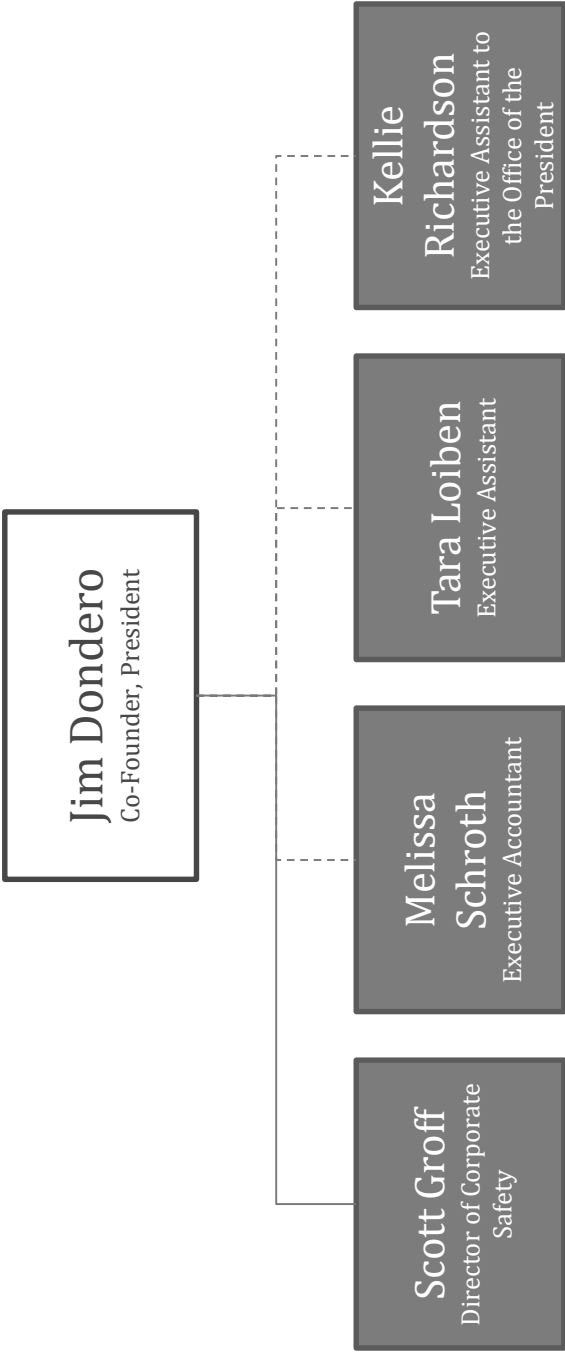 Jim Dondero
Co-Founder, President
Scott Groff
Director of Corporate
Safety
Melissa
Schroth
Executive Accountant
Tara Loiben
Executive Assistant
Kellie
Richardson
Executive Assistant to
the Office of the
President